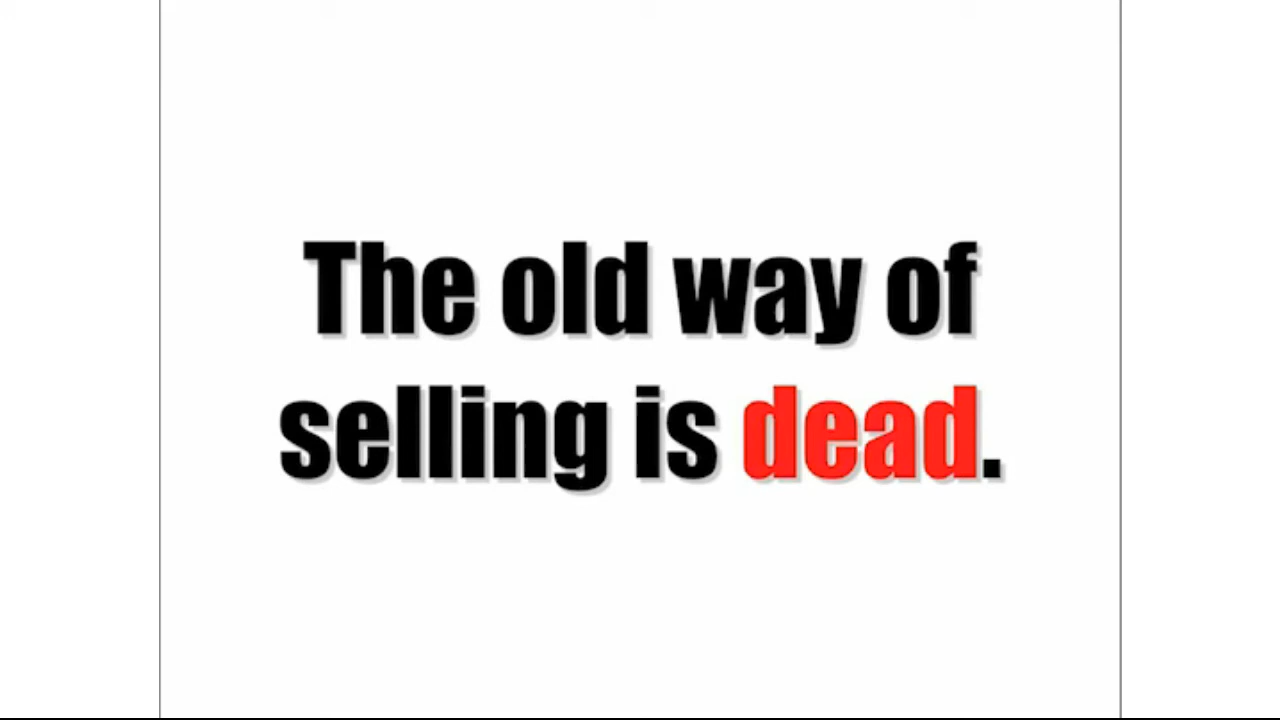 The old way of
selling is dead.